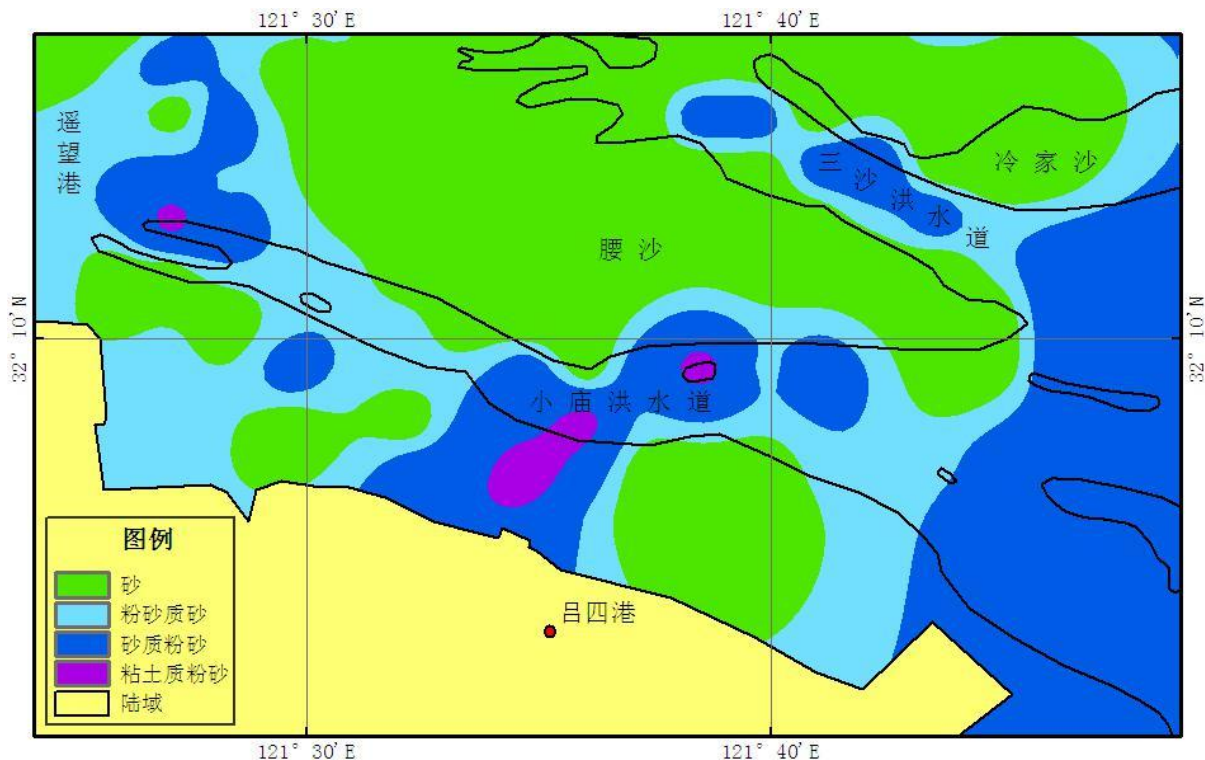 121° 30′E
121° 40′E
遥望港
三沙洪水道
冷家沙
腰沙
32° 10′N
32° 10′N
小庙洪水道
吕四港
图例
砂
粉砂质砂
砂质粉砂
粘土质粉砂
陆域
121° 30′E
121° 40′E